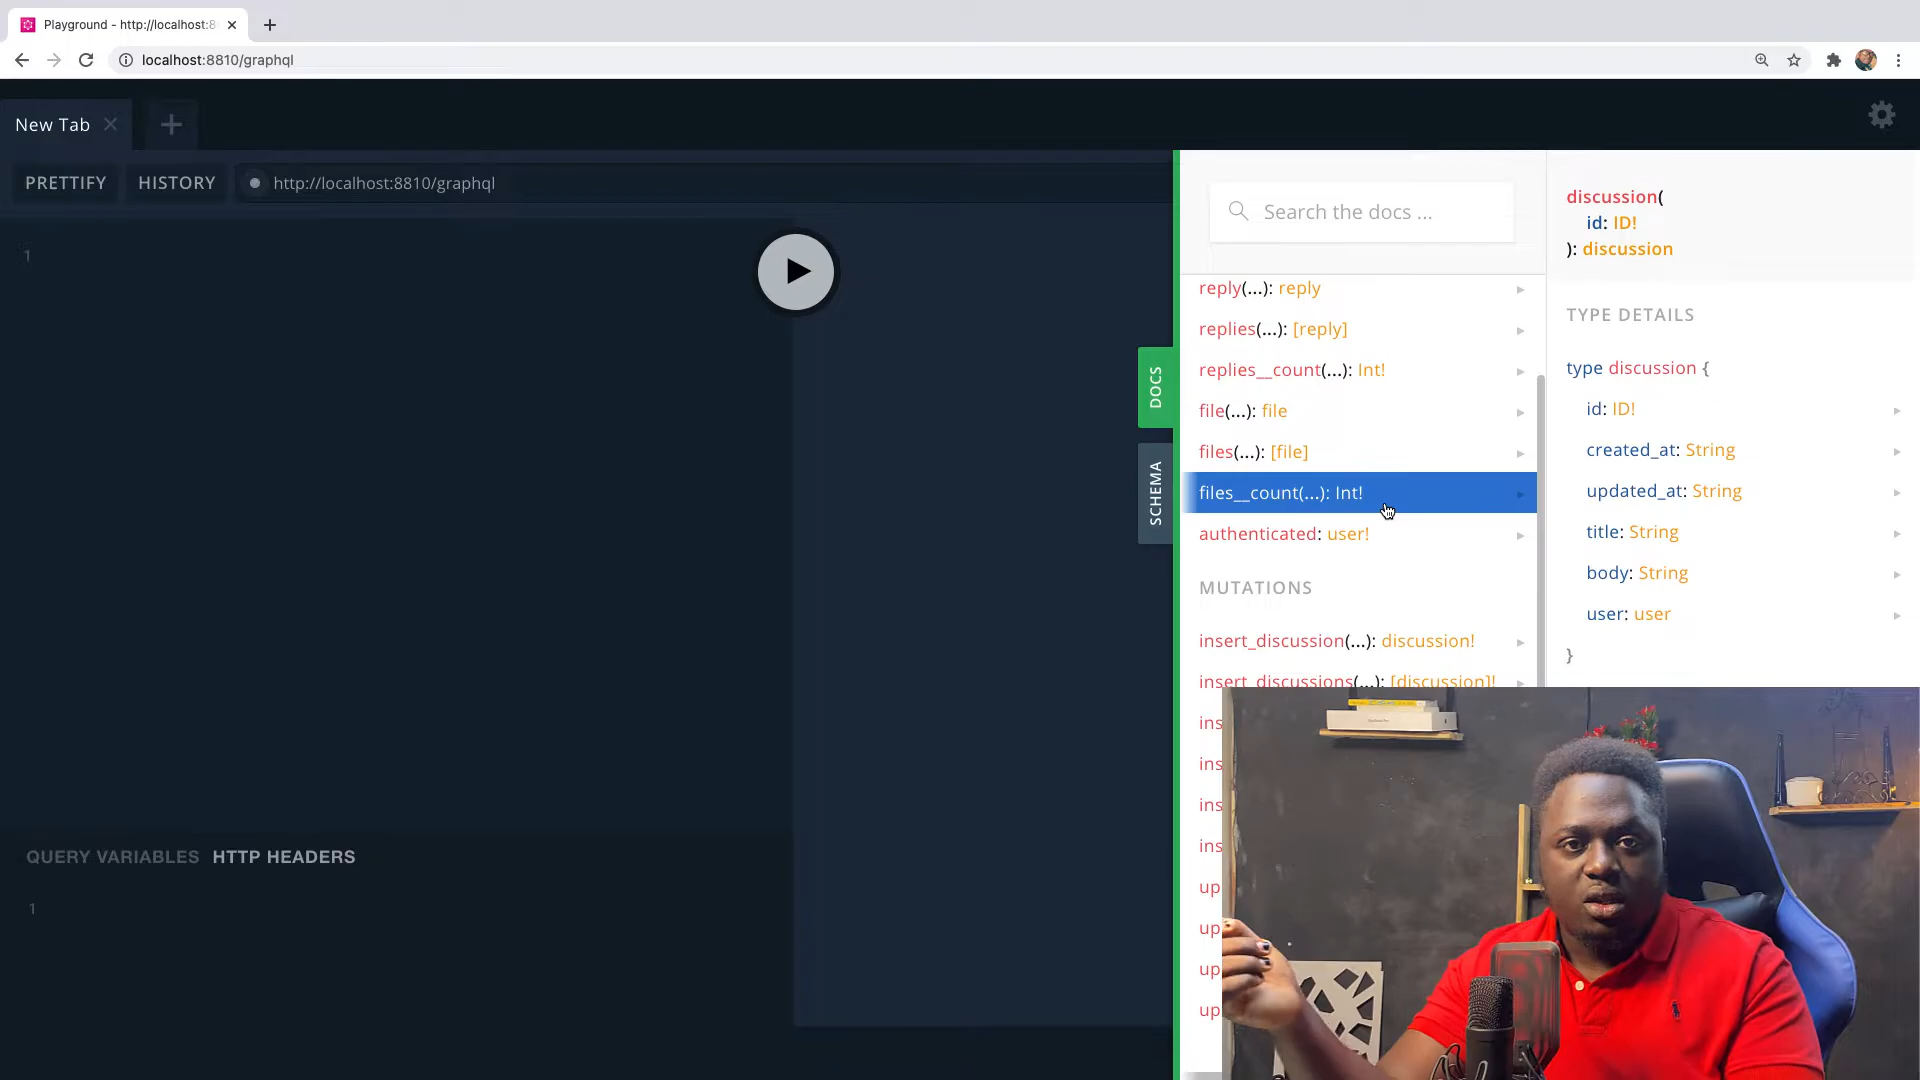 Playground - http://localhost:8
localhost:8810/graphql
New Tab
PRETTIFY
HISTORY
http://localhost:8810/graphql
1
QUERY VARIABLES
HTTP HEADERS
1
DOCS
SCHEMA
Search the docs ...
reply(...): reply
replies(...): [reply]
replies__count(...): Int!
file(...): file
files(...): [file]
files__count(...): Int!
authenticated: user!
MUTATIONS
insert_discussion(...): discussion!
insert_discussions(...): [discussion]!
ins
ins
ins
ins
up
up
up
up
discussion(
id: ID!
): discussion
TYPE DETAILS
type discussion {
id: ID!
created_at: String
updated_at: String
title: String
body: String
user: user
}